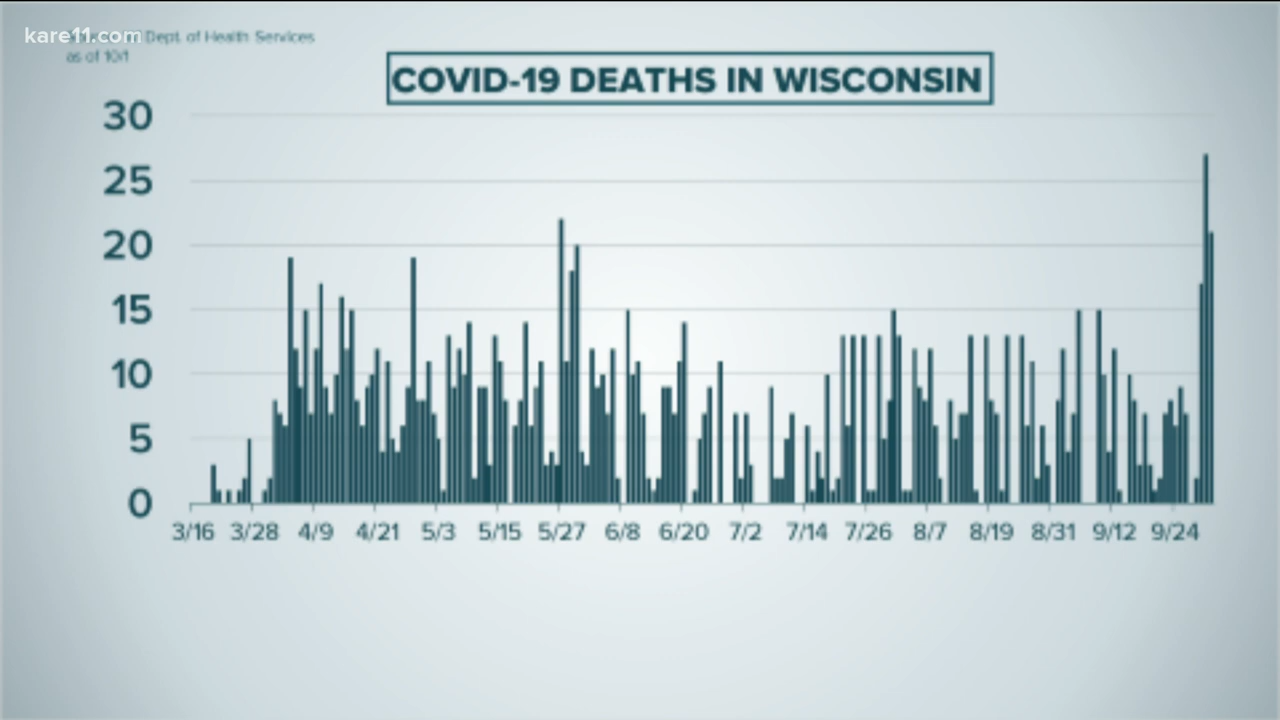 kare11.com
Dept. of Health Services
as of 10/1
COVID-19 DEATHS IN WISCONSIN
30
25
20
15
10
5
0
3/16 3/28 4/9 4/21 5/3 5/15 5/27 6/8 6/20 7/2 7/14 7/26 8/7 8/19 8/31 9/12 9/24